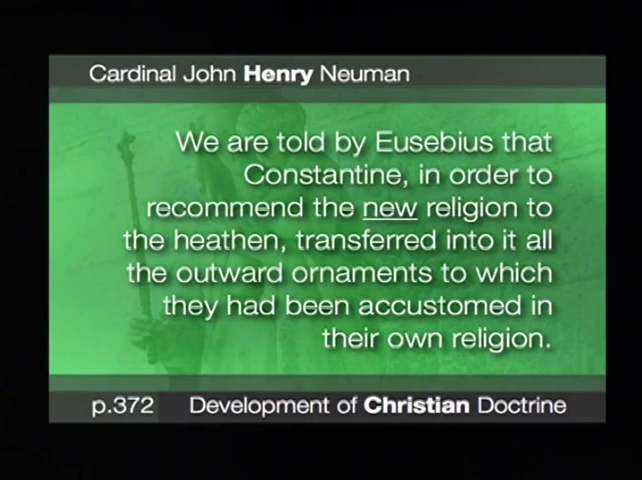 Cardinal John Henry Neuman
We are told by Eusebius that
Constantine, in order to
recommend the new religion to
the heathen, transferred into it all
the outward ornaments to which
they had been accustomed in
their own religion.
p.372 Development of Christian Doctrine